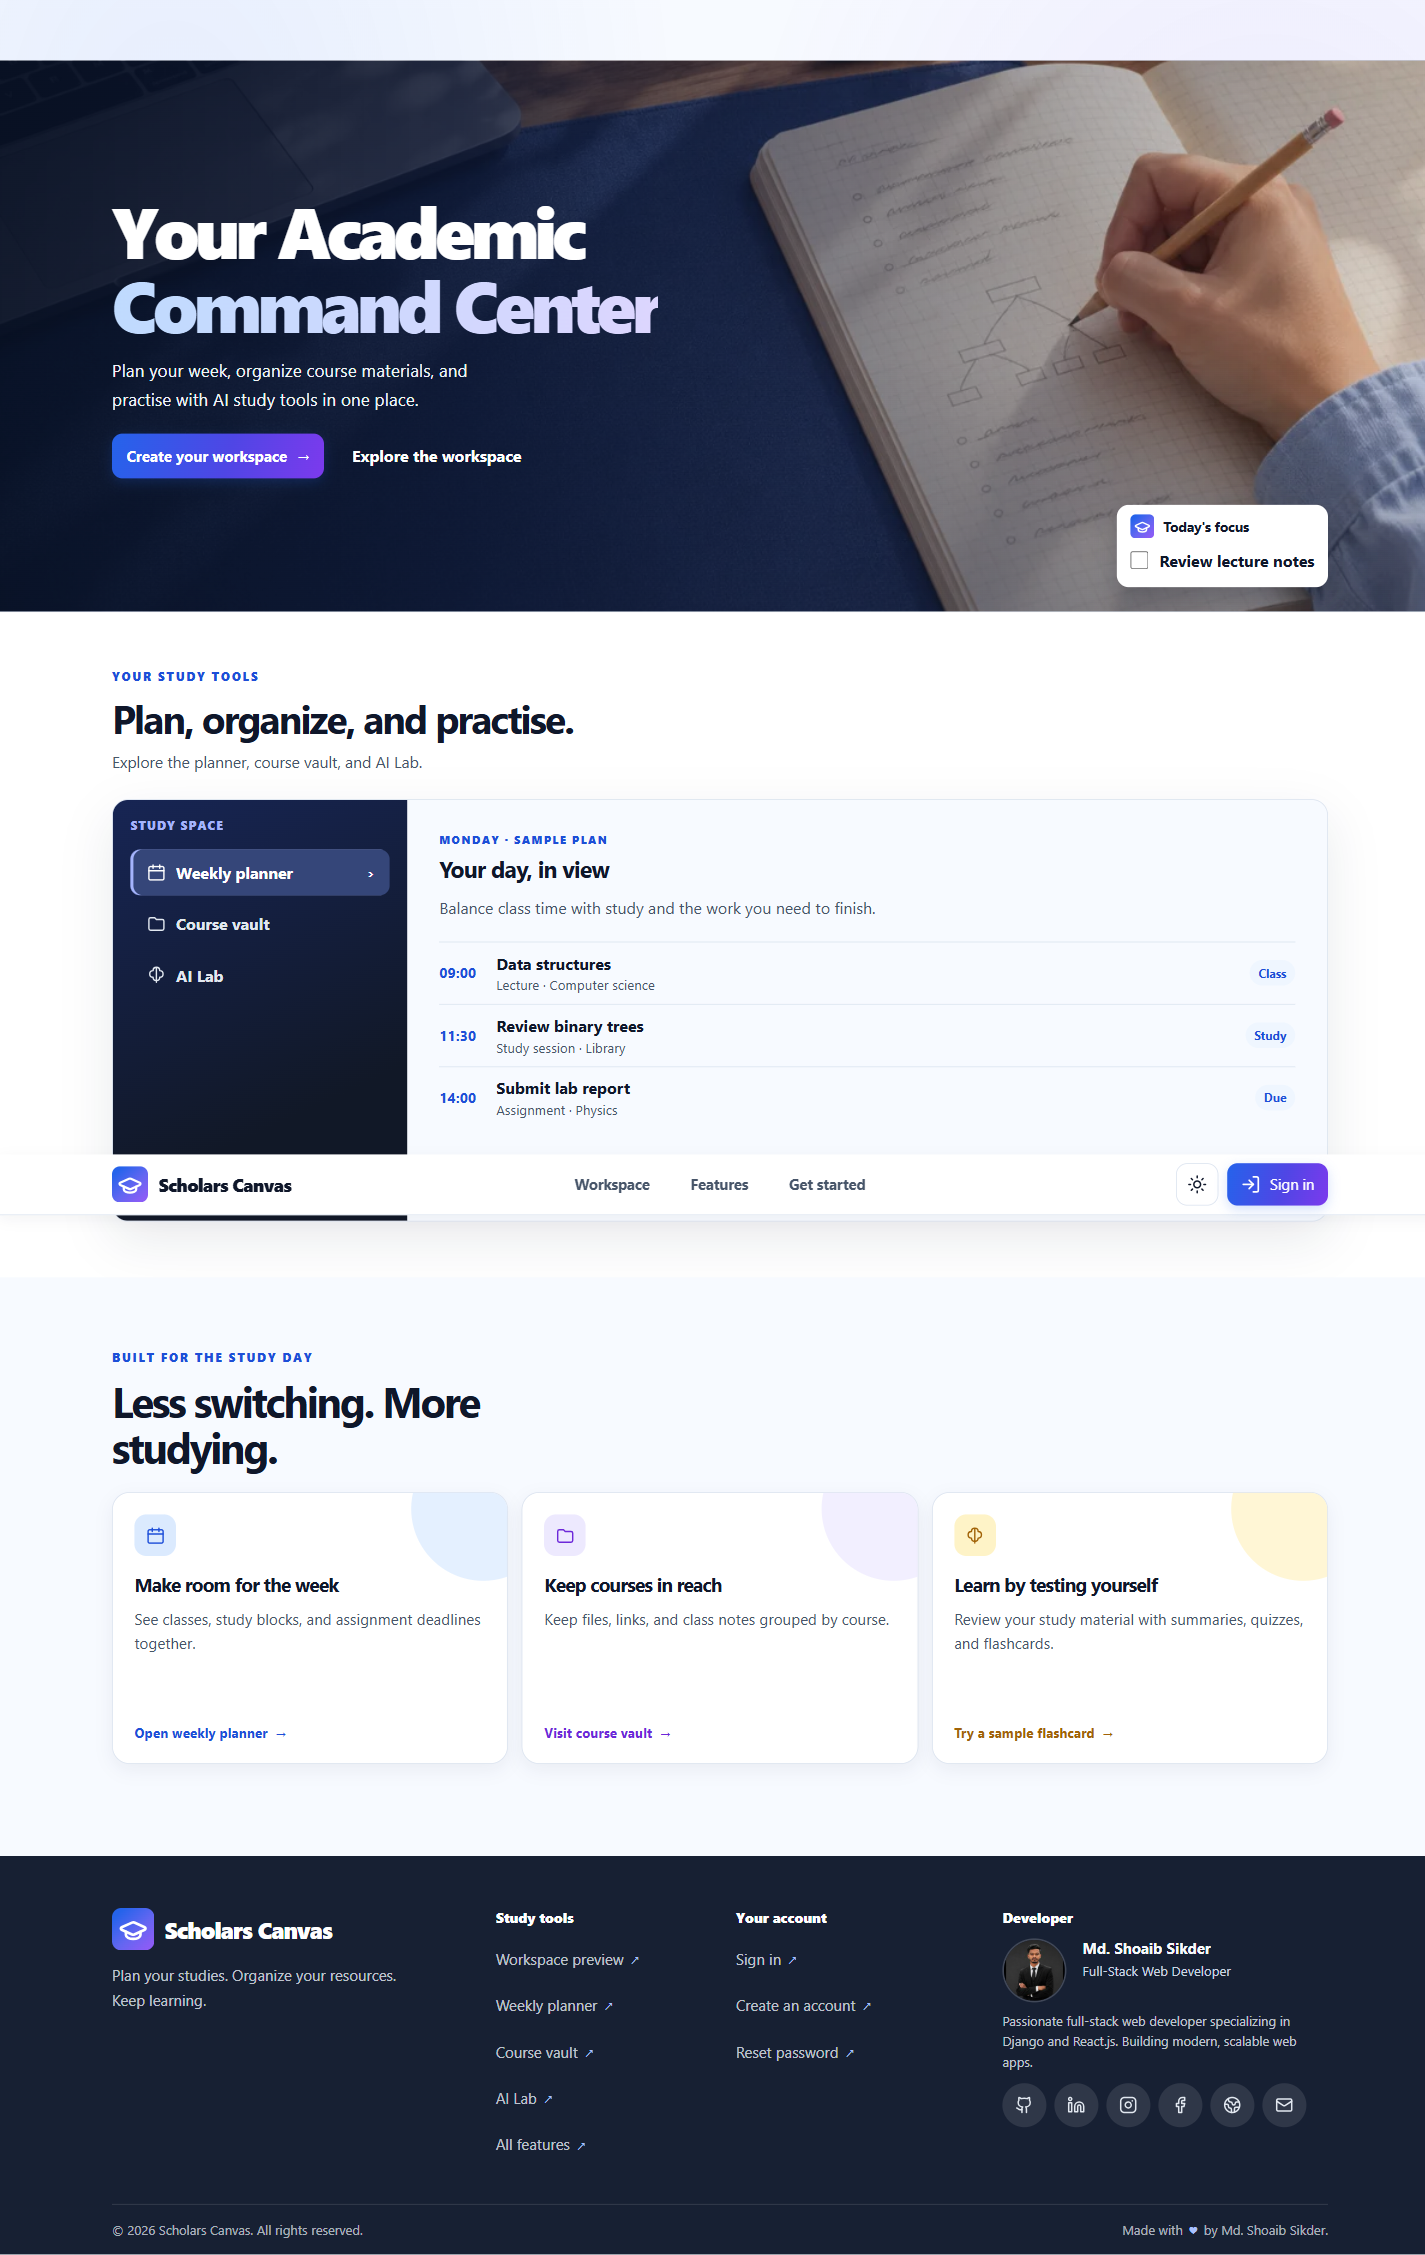 Your Academic
Command Center
Plan your week, organize course materials, and
practise with AI study tools in one place.
Create your workspace →
Explore the workspace
Today's focus
Review lecture notes
YOUR STUDY TOOLS
Plan, organize, and practise.
Explore the planner, course vault, and AI Lab.
STUDY SPACE
Weekly planner ›
Course vault
AI Lab
MONDAY · SAMPLE PLAN
Your day, in view
Balance class time with study and the work you need to finish.
09:00
Data structures
Lecture · Computer science
Class
11:30
Review binary trees
Study session · Library
Study
14:00
Submit lab report
Assignment · Physics
Due
Scholars Canvas
Workspace
Features
Get started
Sign in
BUILT FOR THE STUDY DAY
Less switching. More
studying.
Make room for the week
See classes, study blocks, and assignment deadlines
together.
Open weekly planner →
Keep courses in reach
Keep files, links, and class notes grouped by course.
Visit course vault →
Learn by testing yourself
Review your study material with summaries, quizzes,
and flashcards.
Try a sample flashcard →
Scholars Canvas
Plan your studies. Organize your resources.
Keep learning.
Study tools
Workspace preview ↗
Weekly planner ↗
Course vault ↗
AI Lab ↗
All features ↗
Your account
Sign in ↗
Create an account ↗
Reset password ↗
Developer
Md. Shoaib Sikder
Full-Stack Web Developer
Passionate full-stack web developer specializing in
Django and React.js. Building modern, scalable web
apps.
© 2026 Scholars Canvas. All rights reserved.
Made with ♥ by Md. Shoaib Sikder.